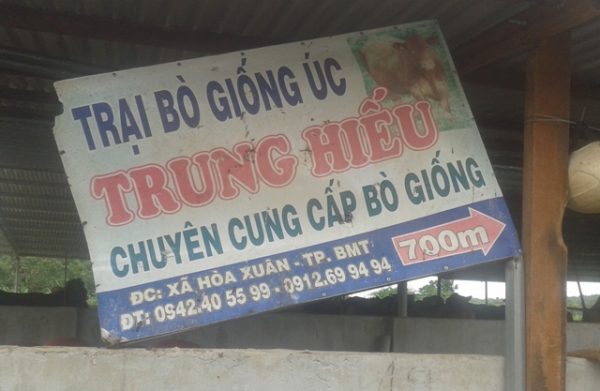 TRẠI BÒ GIỐNG ÚC
TRUNG HIẾU
CHUYÊN CUNG CẤP BÒ GIỐNG
700m
ĐC: XÃ HÒA XUÂN - TP. BMT
ĐT: 0942.40 55 99 - 0912.69 94 94